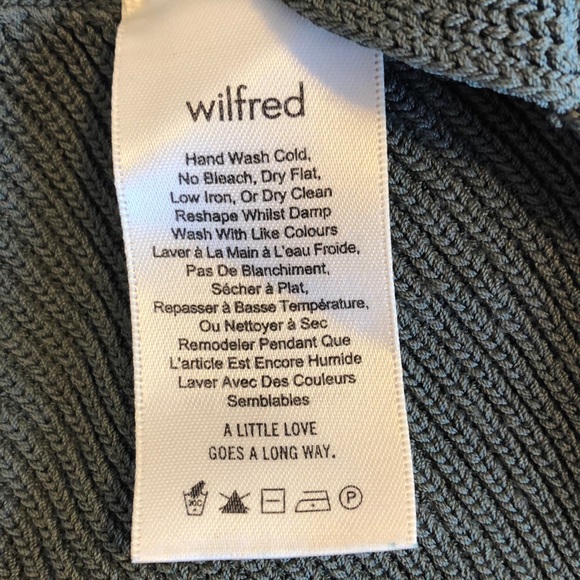 wilfred
Hand Wash Cold,
No Bleach, Dry Flat,
Low Iron, Or Dry Clean
Reshape Whilst Damp
Wash With Like Colours
Laver à La Main à L'eau Froide,
Pas De Blanchiment,
Sécher à Plat,
Repasser à Basse Température,
Ou Nettoyer à Sec
Remodeler Pendant Que
L'article Est Encore Humide
Laver Avec Des Couleurs
Semblables
A LITTLE LOVE
GOES A LONG WAY.
P